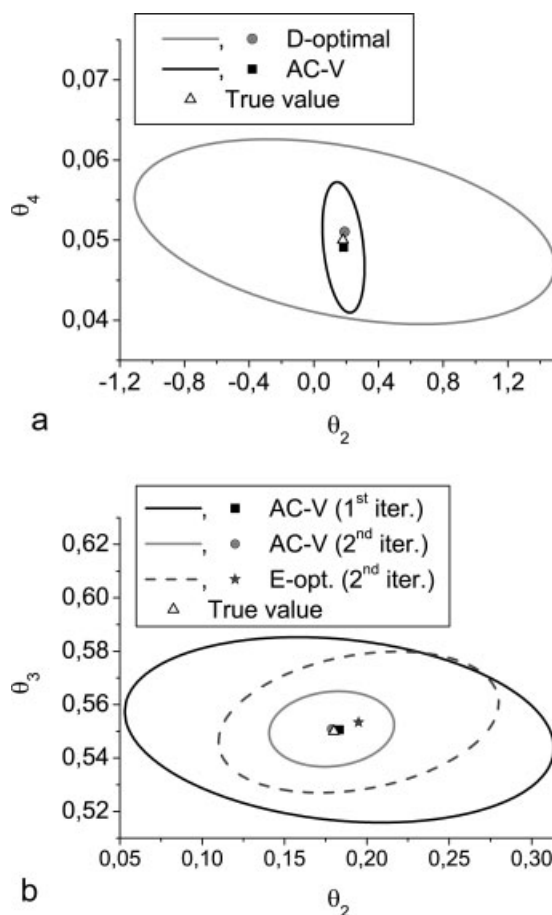 , D-optimal
, AC-V
True value
0,07
0,06
0,05
0,04
θ4
-1,2 -0,8 -0,4 0,0 0,4 0,8 1,2
a
θ2
, AC-V (1st iter.)
, AC-V (2nd iter.)
, E-opt. (2nd iter.)
True value
0,62
0,60
0,58
0,56
0,54
0,52
θ3
0,05 0,10 0,15 0,20 0,25 0,30
b
θ2